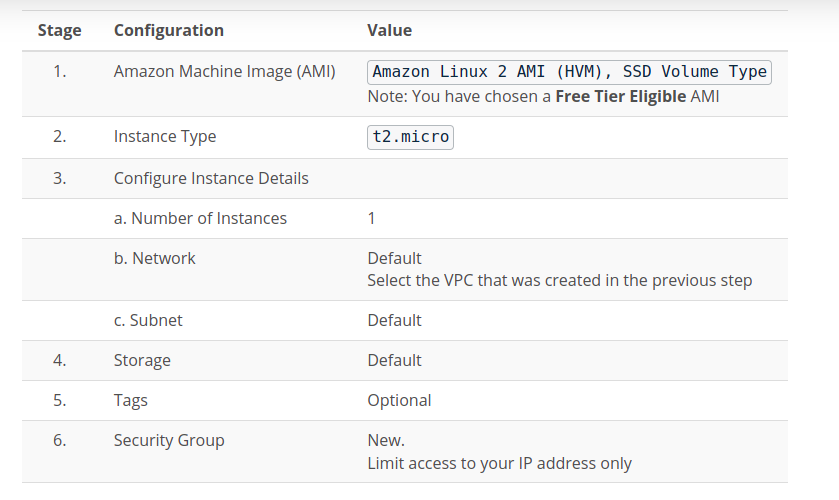 Stage Configuration Value
1. Amazon Machine Image (AMI) Amazon Linux 2 AMI (HVM), SSD Volume Type
Note: You have chosen a Free Tier Eligible AMI
2. Instance Type t2.micro
3. Configure Instance Details
a. Number of Instances 1
b. Network Default
Select the VPC that was created in the previous step
c. Subnet Default
4. Storage Default
5. Tags Optional
6. Security Group New.
Limit access to your IP address only